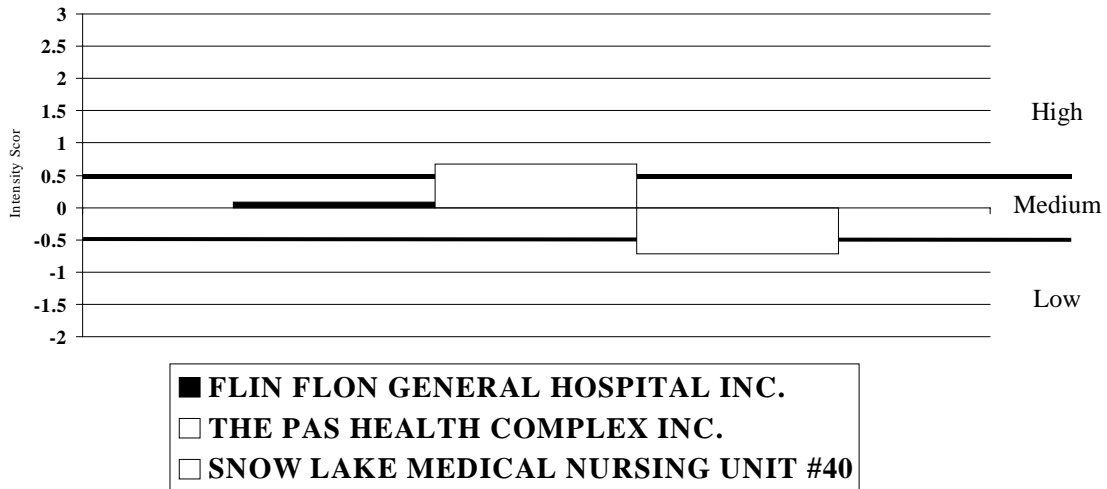 3
2.5
2
1.5
1
0.5
0
-0.5
-1
-1.5
-2
Intensity Scor
High
Medium
Low
FLIN FLON GENERAL HOSPITAL INC.
THE PAS HEALTH COMPLEX INC.
SNOW LAKE MEDICAL NURSING UNIT #40